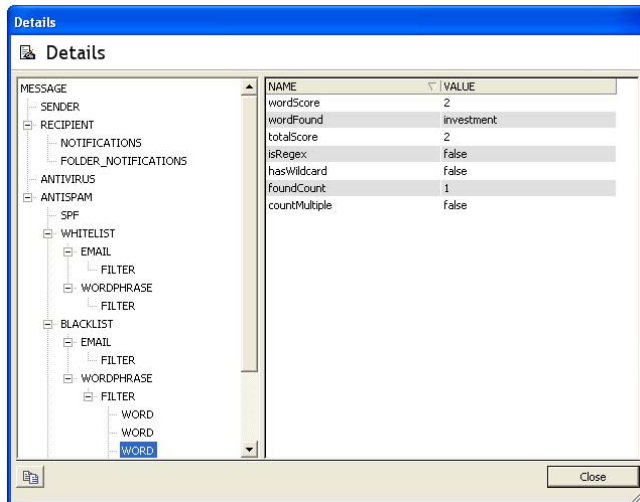 Details
Details
MESSAGE
SENDER
RECIPIENT
NOTIFICATIONS
FOLDER_NOTIFICATIONS
ANTIVIRUS
ANTISPAM
SPF
WHITELIST
EMAIL
FILTER
WORDPHRASE
FILTER
BLACKLIST
EMAIL
FILTER
WORDPHRASE
FILTER
WORD
WORD
WORD
NAME VALUE
wordScore 2
wordFound investment
totalScore 2
isRegex false
hasWildcard false
foundCount 1
countMultiple false
Close